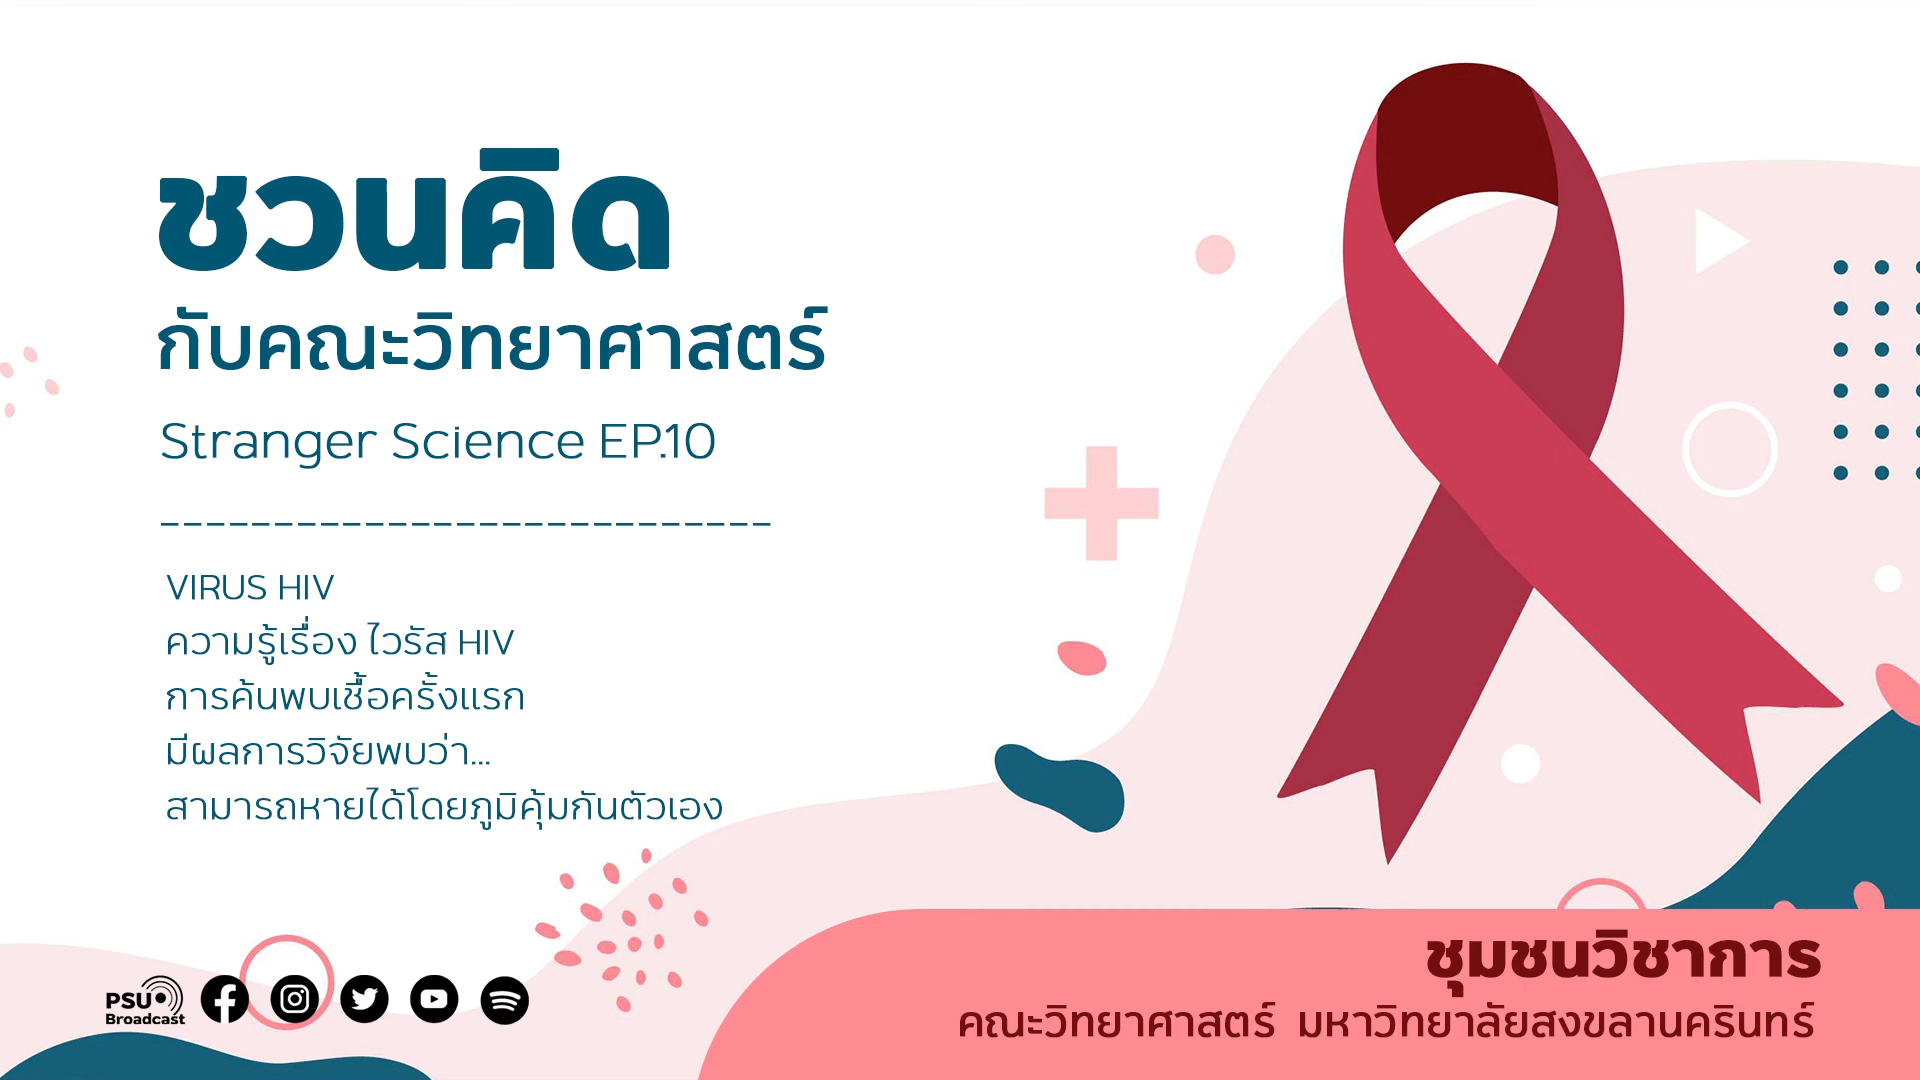 ชวนคิด
กับคณะวิทยาศาสตร์
Stranger Science EP.10
---------------------------
VIRUS HIV
ความรู้เรื่อง ไวรัส HIV
การค้นพบเชื้อครั้งแรก
มีผลการวิจัยพบว่า...
สามารถหายได้โดยภูมิคุ้มกันตัวเอง
PSU
Broadcast
ชุมชนวิชาการ
คณะวิทยาศาสตร์ มหาวิทยาลัยสงขลานครินทร์